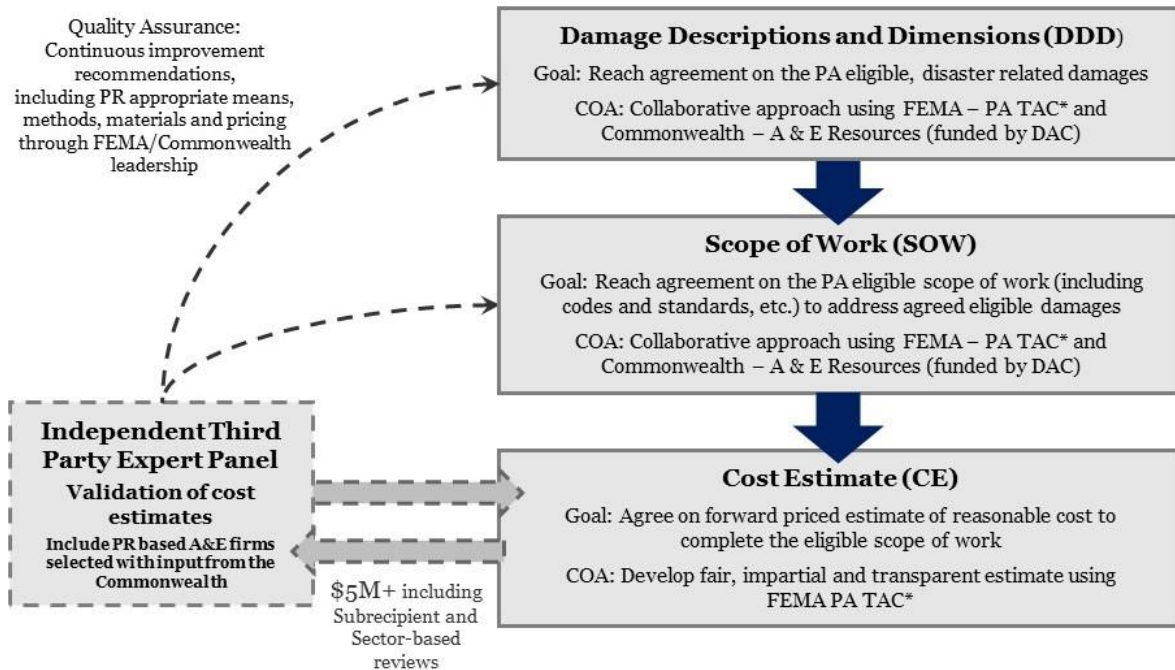 Quality Assurance:
Continuous improvement
recommendations,
including PR appropriate means,
methods, materials and pricing
through FEMA/Commonwealth
leadership
Damage Descriptions and Dimensions (DDD)
Goal: Reach agreement on the PA eligible, disaster related damages
COA: Collaborative approach using FEMA – PA TAC* and
Commonwealth – A & E Resources (funded by DAC)
Scope of Work (SOW)
Goal: Reach agreement on the PA eligible scope of work (including
codes and standards, etc.) to address agreed eligible damages
COA: Collaborative approach using FEMA – PA TAC* and
Commonwealth – A & E Resources (funded by DAC)
Independent Third
Party Expert Panel
Validation of cost
estimates
Include PR based A&E firms
selected with input from the
Commonwealth
$5M+ including
Subrecipient and
Sector-based
reviews
Cost Estimate (CE)
Goal: Agree on forward priced estimate of reasonable cost to
complete the eligible scope of work
COA: Develop fair, impartial and transparent estimate using
FEMA PA TAC*